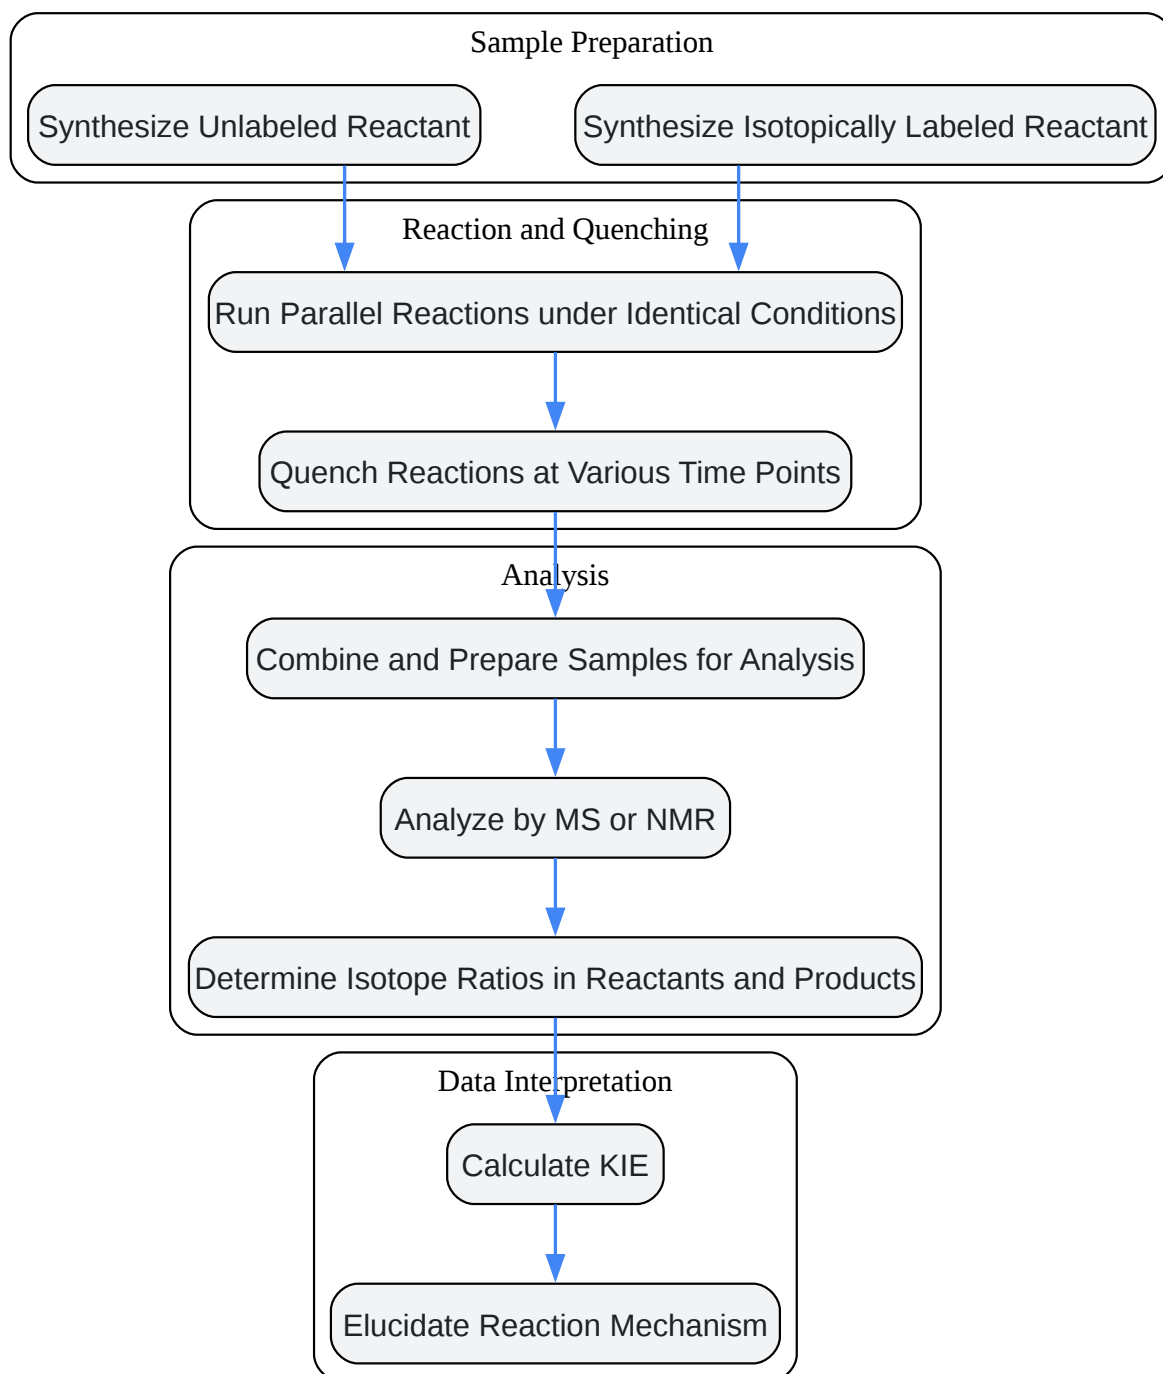 Sample Preparation
Synthesize Unlabeled Reactant
Synthesize Isotopically Labeled Reactant
Reaction and Quenching
Run Parallel Reactions under Identical Conditions
Quench Reactions at Various Time Points
Analysis
Combine and Prepare Samples for Analysis
Analyze by MS or NMR
Determine Isotope Ratios in Reactants and Products
Data Interpretation
Calculate KIE
Elucidate Reaction Mechanism